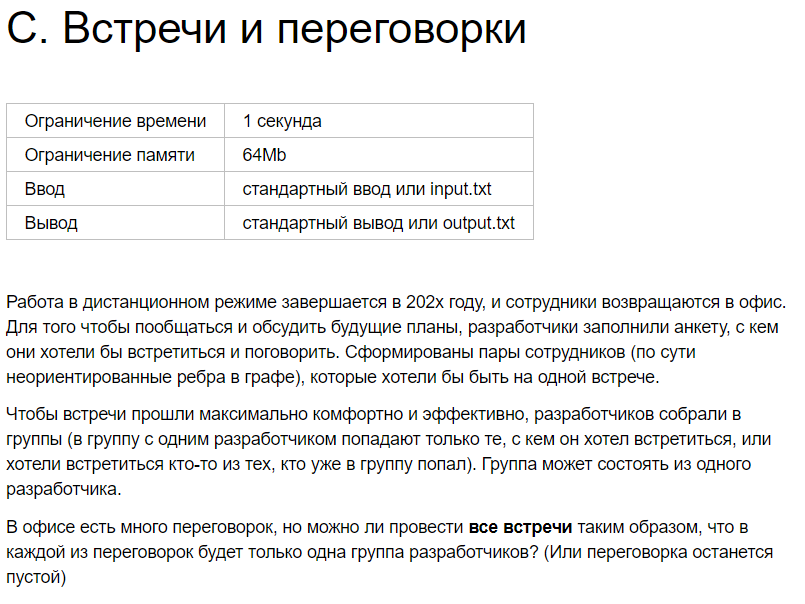 C. Встречи и переговорки
Ограничение времени 1 секунда
Ограничение памяти 64Mb
Ввод стандартный ввод или input.txt
Вывод стандартный вывод или output.txt
Работа в дистанционном режиме завершается в 202х году, и сотрудники возвращаются в офис.
Для того чтобы пообщаться и обсудить будущие планы, разработчики заполнили анкету, с кем
они хотели бы встретиться и поговорить. Сформированы пары сотрудников (по сути
неориентированные ребра в графе), которые хотели бы быть на одной встрече.
Чтобы встречи прошли максимально комфортно и эффективно, разработчиков собрали в
группы (в группу с одним разработчиком попадают только те, с кем он хотел встретиться, или
хотели встретиться кто-то из тех, кто уже в группу попал). Группа может состоять из одного
разработчика.
В офисе есть много переговорок, но можно ли провести все встречи таким образом, что в
каждой из переговорок будет только одна группа разработчиков? (Или переговорка останется
пустой)